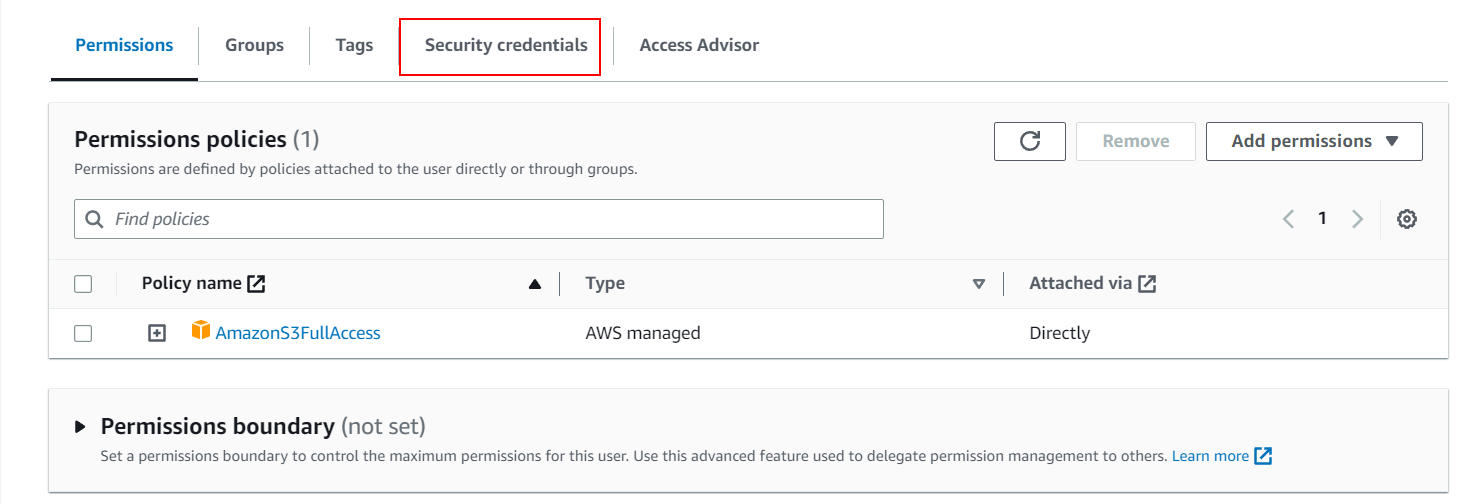 Permissions Groups Tags Security credentials Access Advisor
Permissions policies (1)
Remove
Add permissions
Permissions are defined by policies attached to the user directly or through groups.
Find policies
1
Policy name Type Attached via
AmazonS3FullAccess AWS managed Directly
Permissions boundary (not set)
Set a permissions boundary to control the maximum permissions for this user. Use this advanced feature used to delegate permission management to others. Learn more